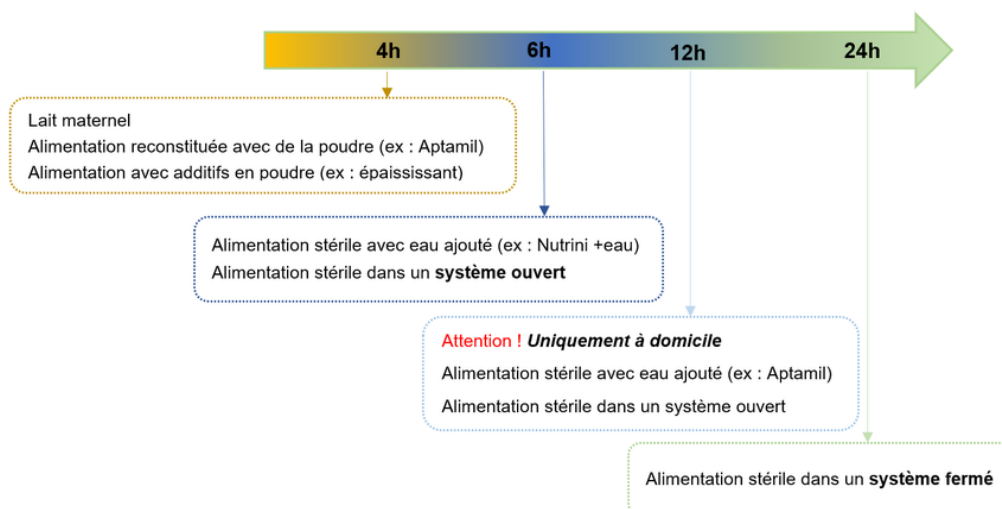 4h 6h 12h 24h
Lait maternel
Alimentation reconstituée avec de la poudre (ex : Aptamil)
Alimentation avec additifs en poudre (ex : épaississant)
Alimentation stérile avec eau ajouté (ex : Nutrini +eau)
Alimentation stérile dans un système ouvert
Attention ! Uniquement à domicile
Alimentation stérile avec eau ajouté (ex : Aptamil)
Alimentation stérile dans un système ouvert
Alimentation stérile dans un système fermé